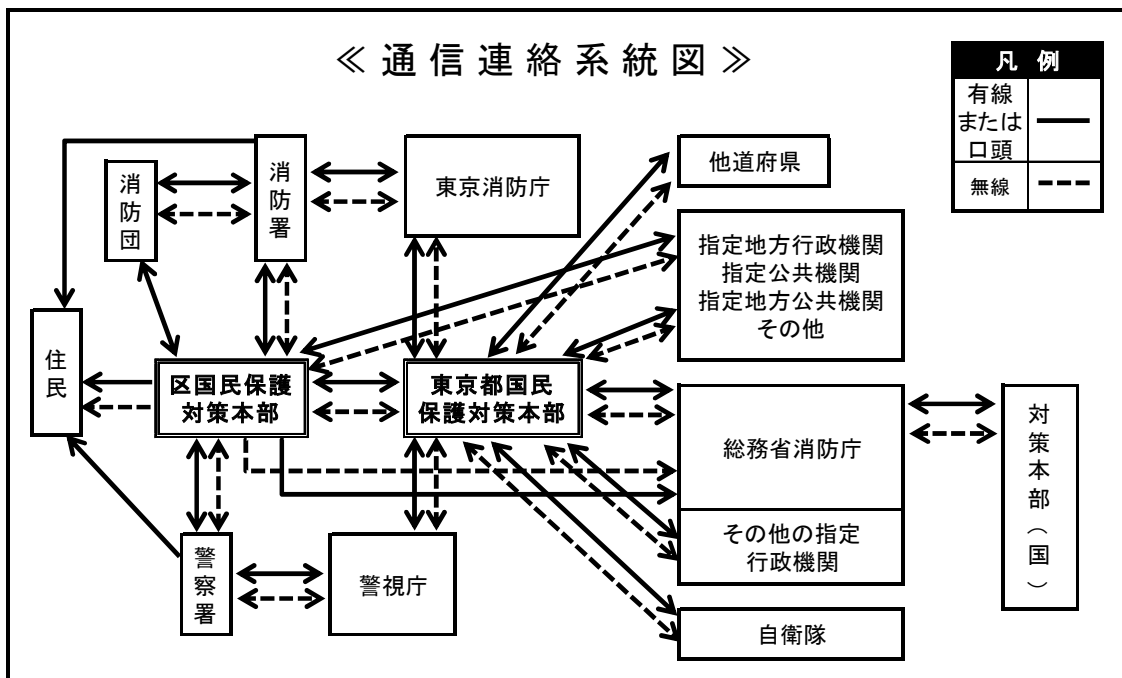 ≪通信連絡系統図≫
凡 例
有線
または
口頭
無線
消防団
消防署
東京消防庁
他道府県
指定地方行政機関
指定公共機関
指定地方公共機関
その他
住民
区国民保護
対策本部
東京都国民
保護対策本部
総務省消防庁
対策本部（国）
その他の指定
行政機関
警察署
警視庁
自衛隊